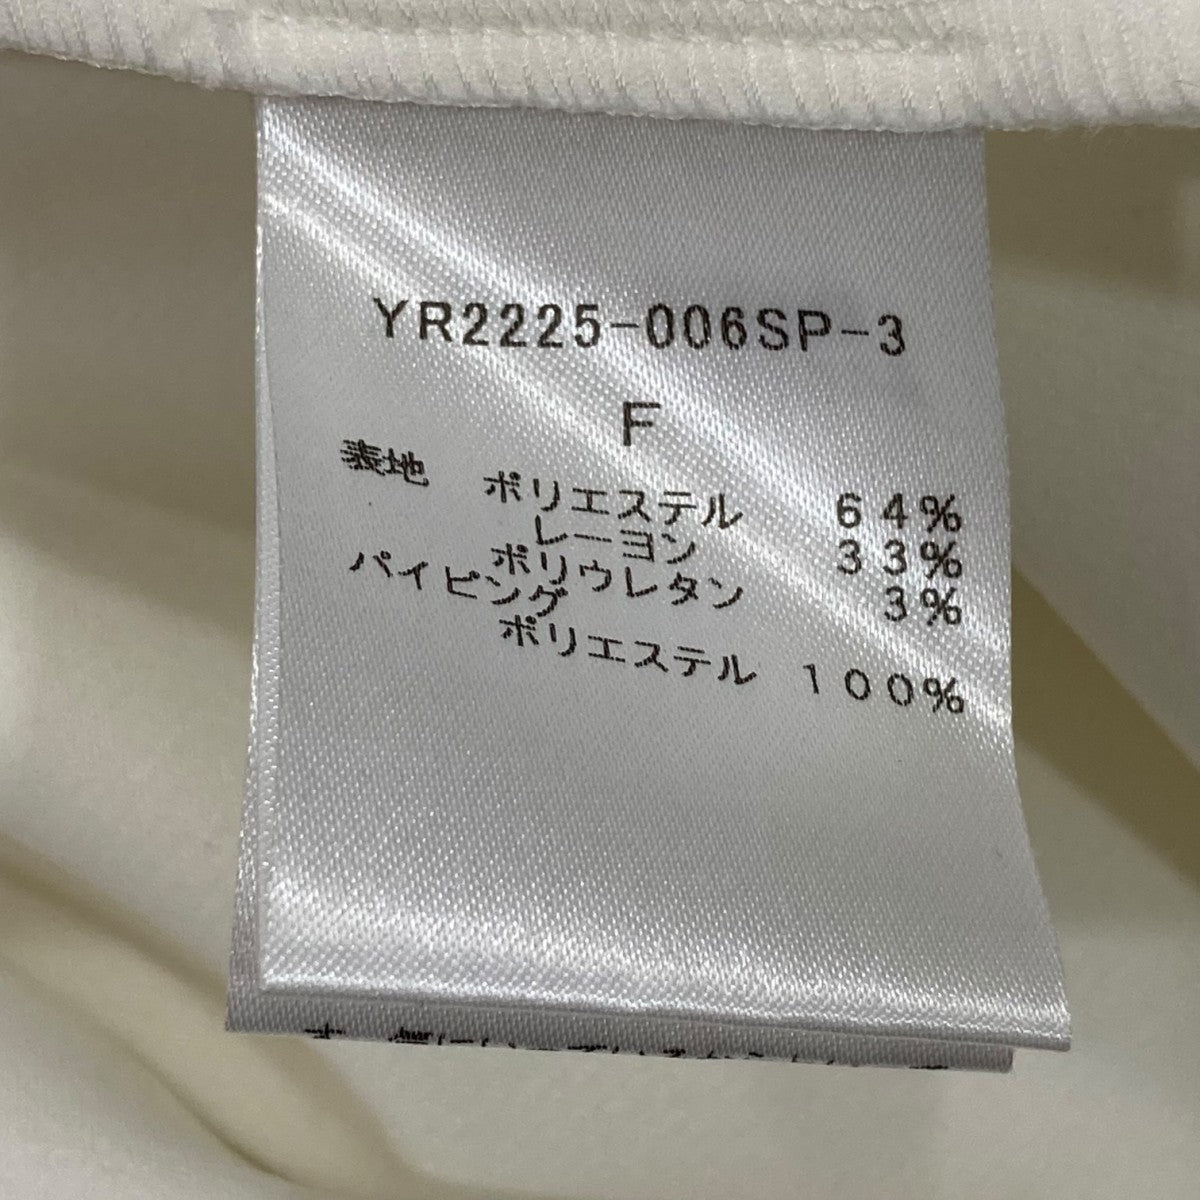 YR2225-006SP-3
F
表地 ポリエステル 64%
レーヨン 33%
ポリウレタン 3%
パイピング
ポリエステル 100%